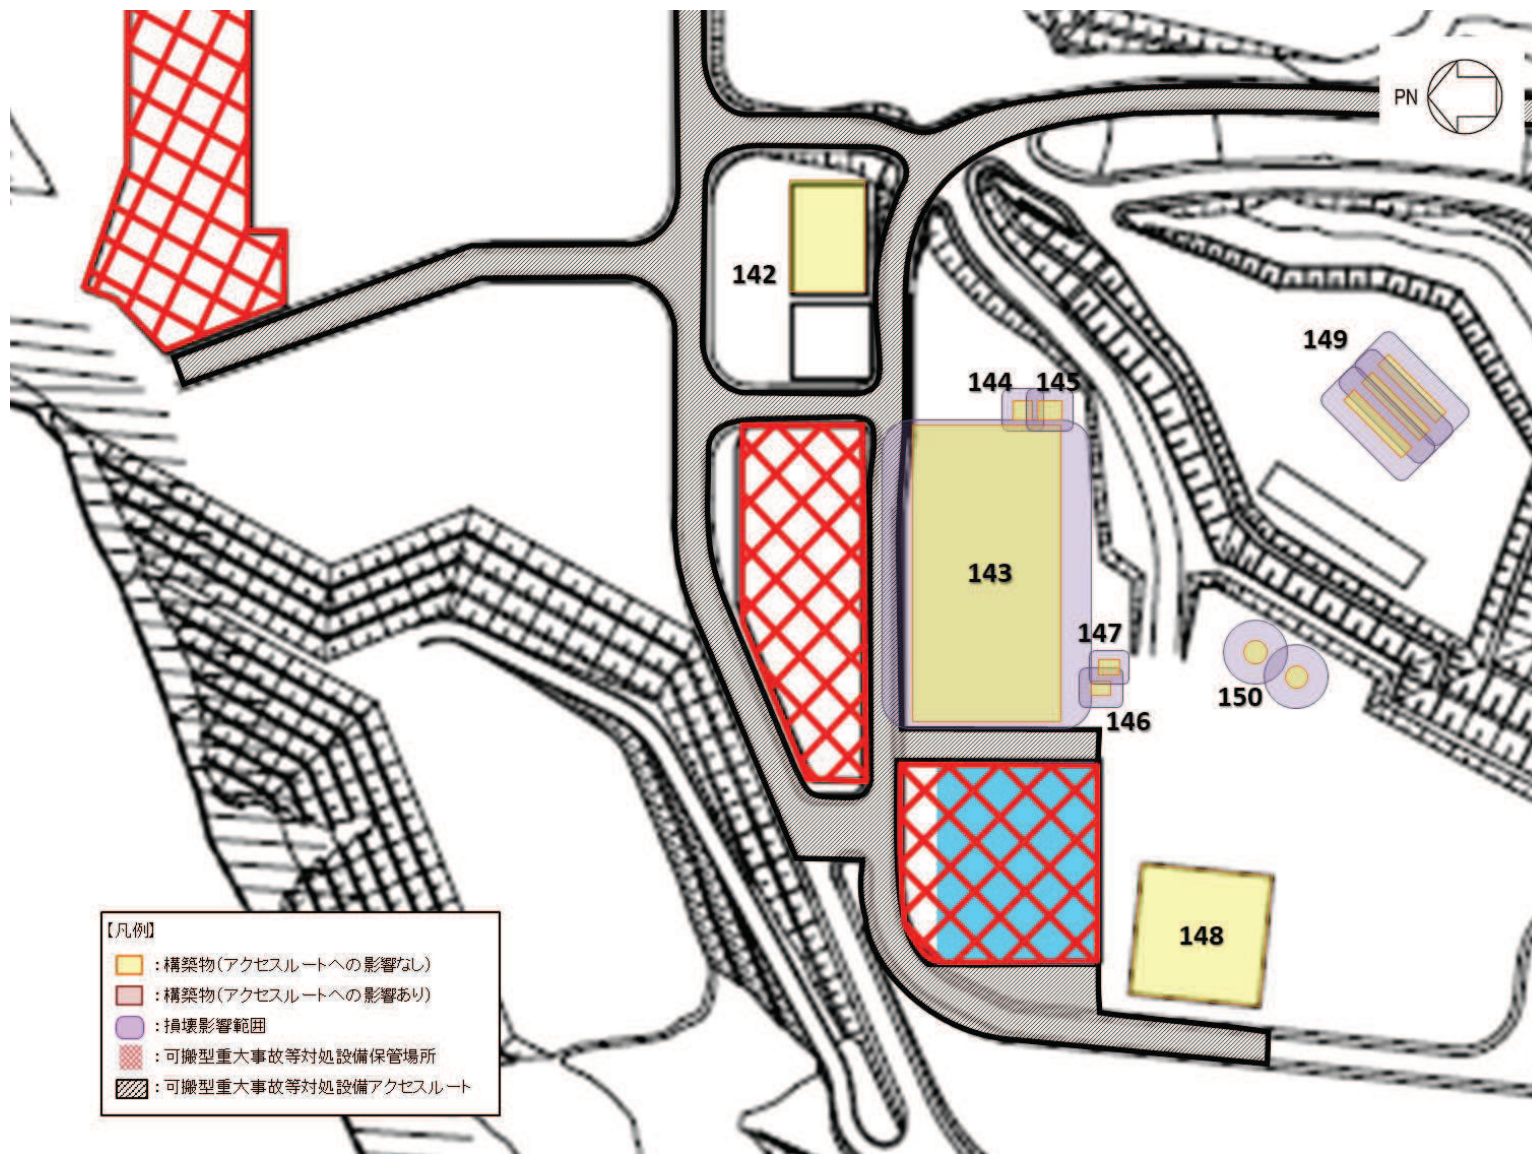 PN
142
149
144 145
143
147
150
146
148
【凡例】
：構築物(アクセスルートへの影響なし)
：構築物(アクセスルートへの影響あり)
：損壊影響範囲
：可搬型重大事故等対処設備保管場所
：可搬型重大事故等対処設備アクセスルート